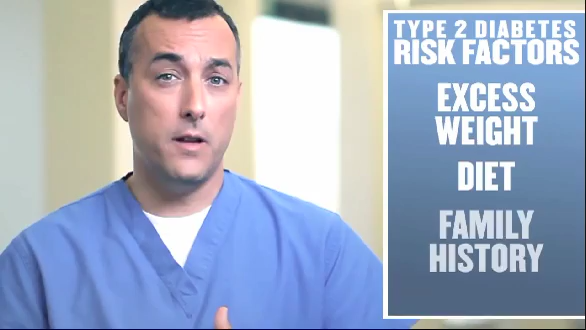 TYPE 2 DIABETES
RISK FACTORS
EXCESS
WEIGHT
DIET
FAMILY
HISTORY